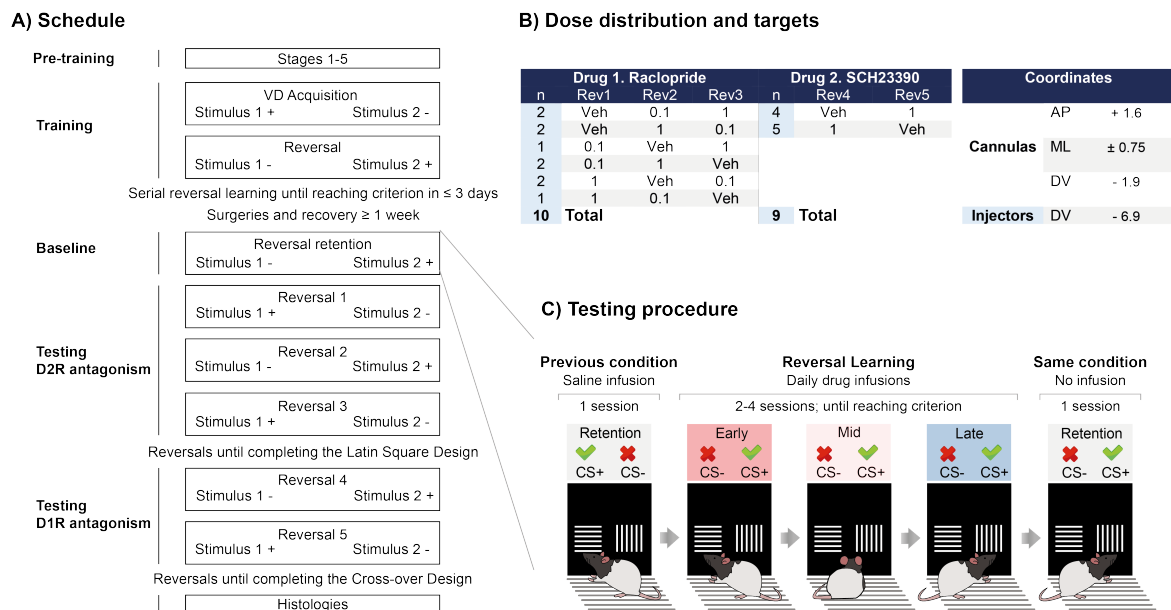 A) Schedule
Pre-training
Stages 1-5
Training
VD Acquisition
Stimulus 1 + Stimulus 2 -
Reversal
Stimulus 1 - Stimulus 2 +
Serial reversal learning until reaching criterion in ≤ 3 days
Surgeries and recovery ≥ 1 week
Baseline
Reversal retention
Stimulus 1 - Stimulus 2 +
Testing
D2R antagonism
Reversal 1
Stimulus 1 + Stimulus 2 -
Reversal 2
Stimulus 1 - Stimulus 2 +
Reversal 3
Stimulus 1 + Stimulus 2 -
Reversals until completing the Latin Square Design
Testing
D1R antagonism
Reversal 4
Stimulus 1 - Stimulus 2 +
Reversal 5
Stimulus 1 + Stimulus 2 -
Reversals until completing the Cross-over Design
Histologies
B) Dose distribution and targets
Drug 1. Raclopride Drug 2. SCH23390 Coordinates
n Rev1 Rev2 Rev3 n Rev4 Rev5
2 Veh 0.1 1 4 Veh 1 AP + 1.6
2 Veh 1 0.1 5 1 Veh
1 0.1 Veh 1 Cannulas ML ± 0.75
2 0.1 1 Veh
2 1 Veh 0.1 DV - 1.9
1 1 0.1 Veh
10 Total 9 Total Injectors DV - 6.9
C) Testing procedure
Previous condition Reversal Learning Same condition
Saline infusion Daily drug infusions No infusion
1 session 2-4 sessions; until reaching criterion 1 session
Retention Early Mid Late Retention
CS+ CS- CS- CS+ CS- CS+ CS- CS+ CS- CS+